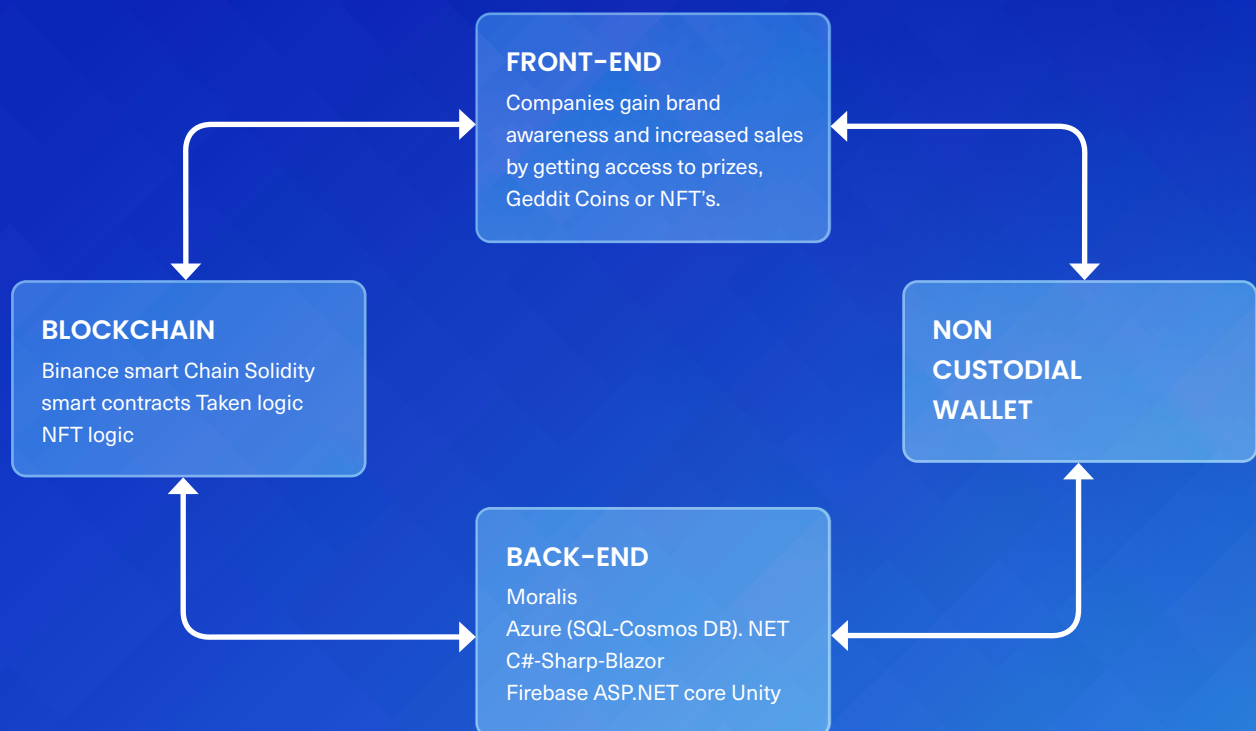 FRONT-END
Companies gain brand
awareness and increased sales
by getting access to prizes,
Geddit Coins or NFT’s.
BLOCKCHAIN
Binance smart Chain Solidity
smart contracts Taken logic
NFT logic
NON
CUSTODIAL
WALLET
BACK-END
Moralis
Azure (SQL-Cosmos DB). NET
C#-Sharp-Blazor
Firebase ASP.NET core Unity